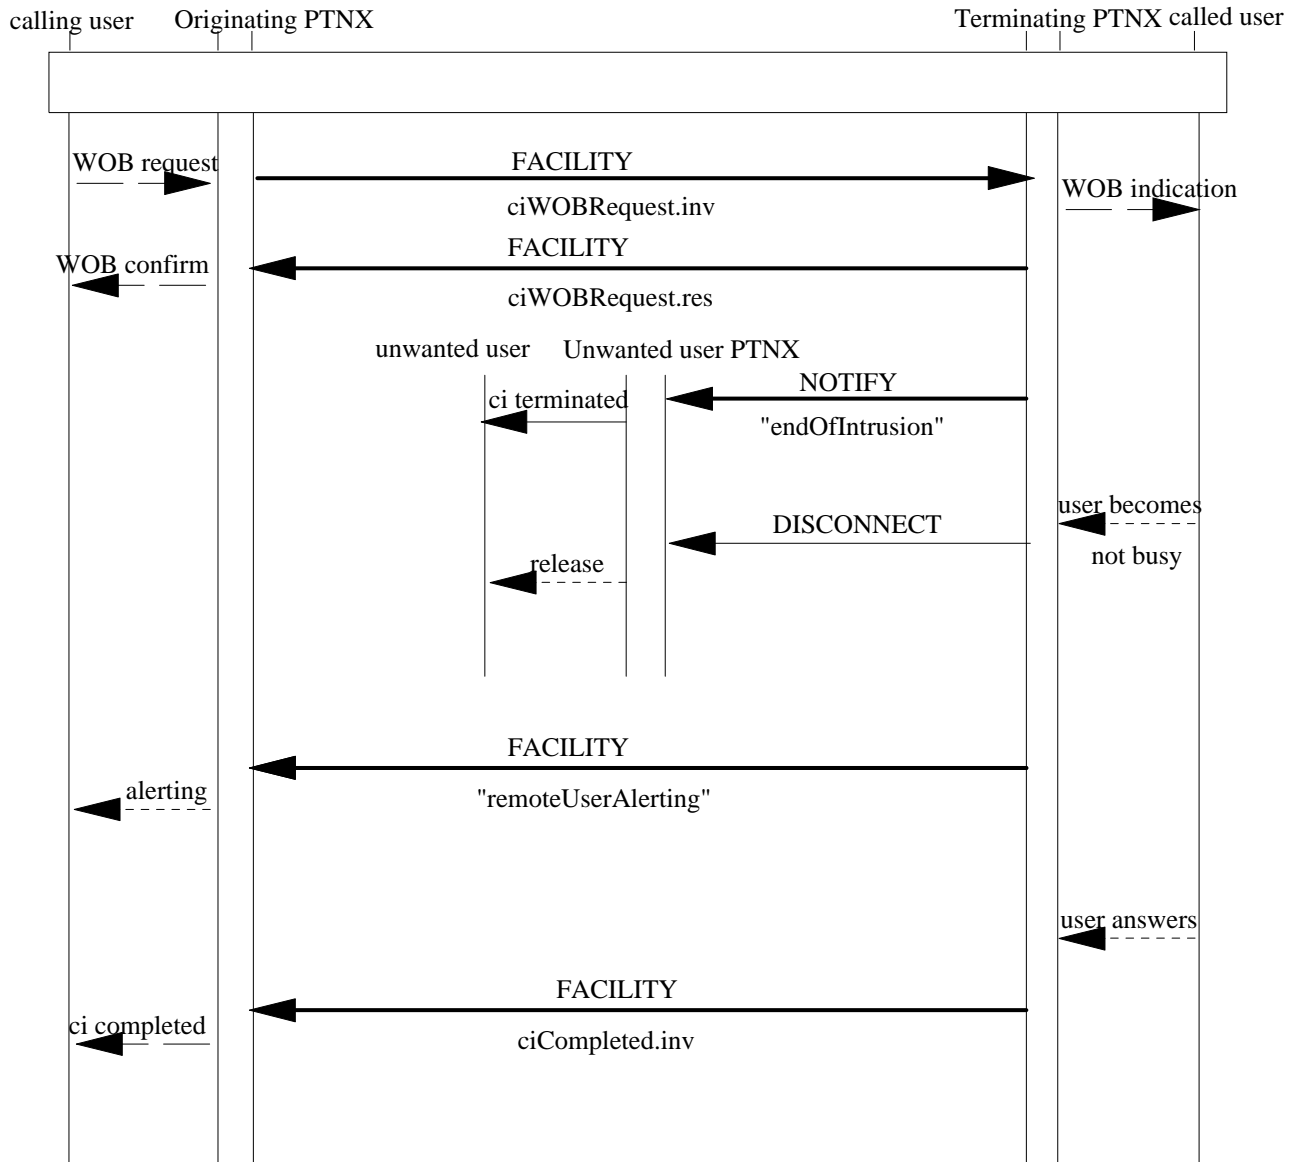 calling user
Originating PTNX
Terminating PTNX
called user
WOB request
FACILITY
ciWOBRequest.inv
WOB indication
FACILITY
WOB confirm
ciWOBRequest.res
unwanted user
Unwanted user PTNX
NOTIFY
ci terminated
"endOfIntrusion"
user becomes
DISCONNECT
not busy
release
FACILITY
alerting
"remoteUserAlerting"
user answers
FACILITY
ci completed
ciCompleted.inv